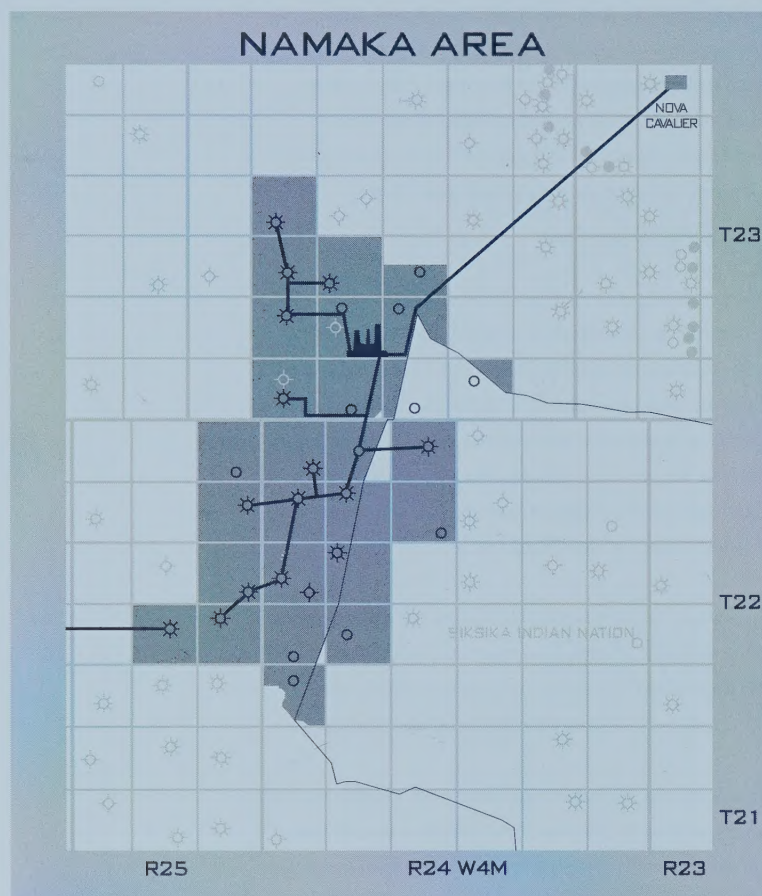 NAMAKA AREA
NOVA
CAVALIER
T23
T22
SIKSIKA INDIAN NATION
T21
R25
R24 W4M
R23